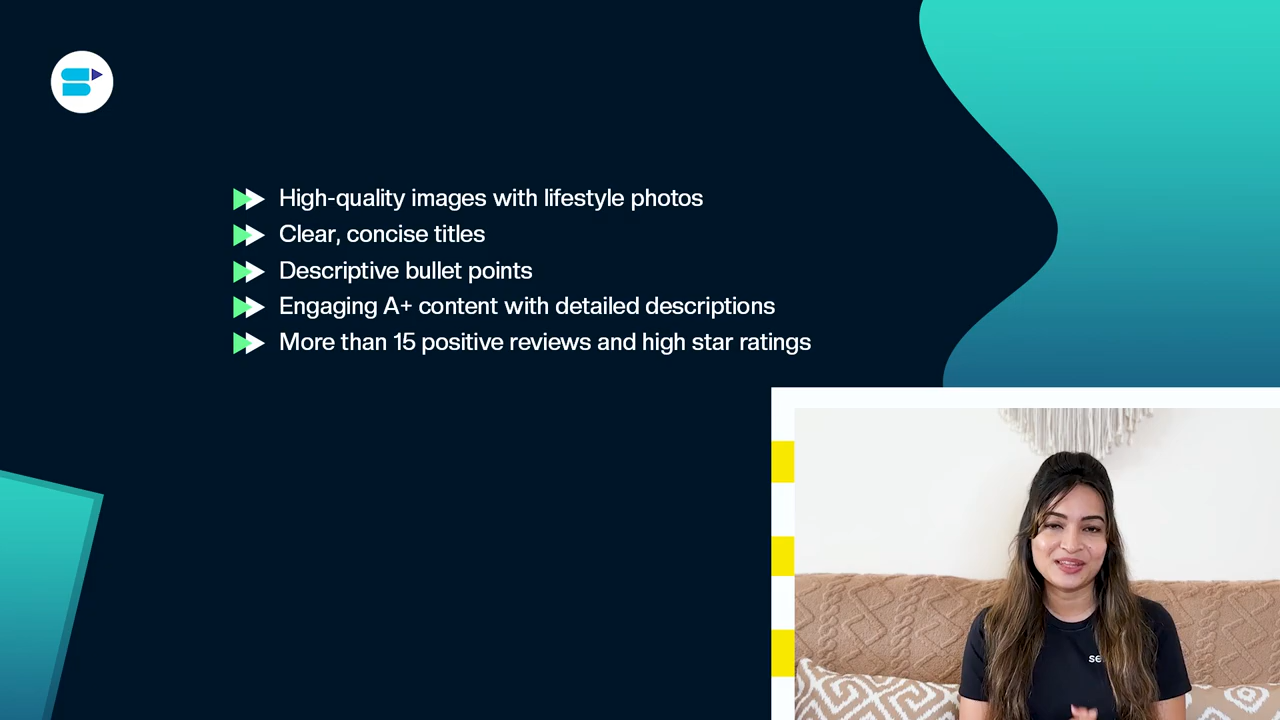 High-quality images with lifestyle photos
Clear, concise titles
Descriptive bullet points
Engaging A+ content with detailed descriptions
More than 15 positive reviews and high star ratings